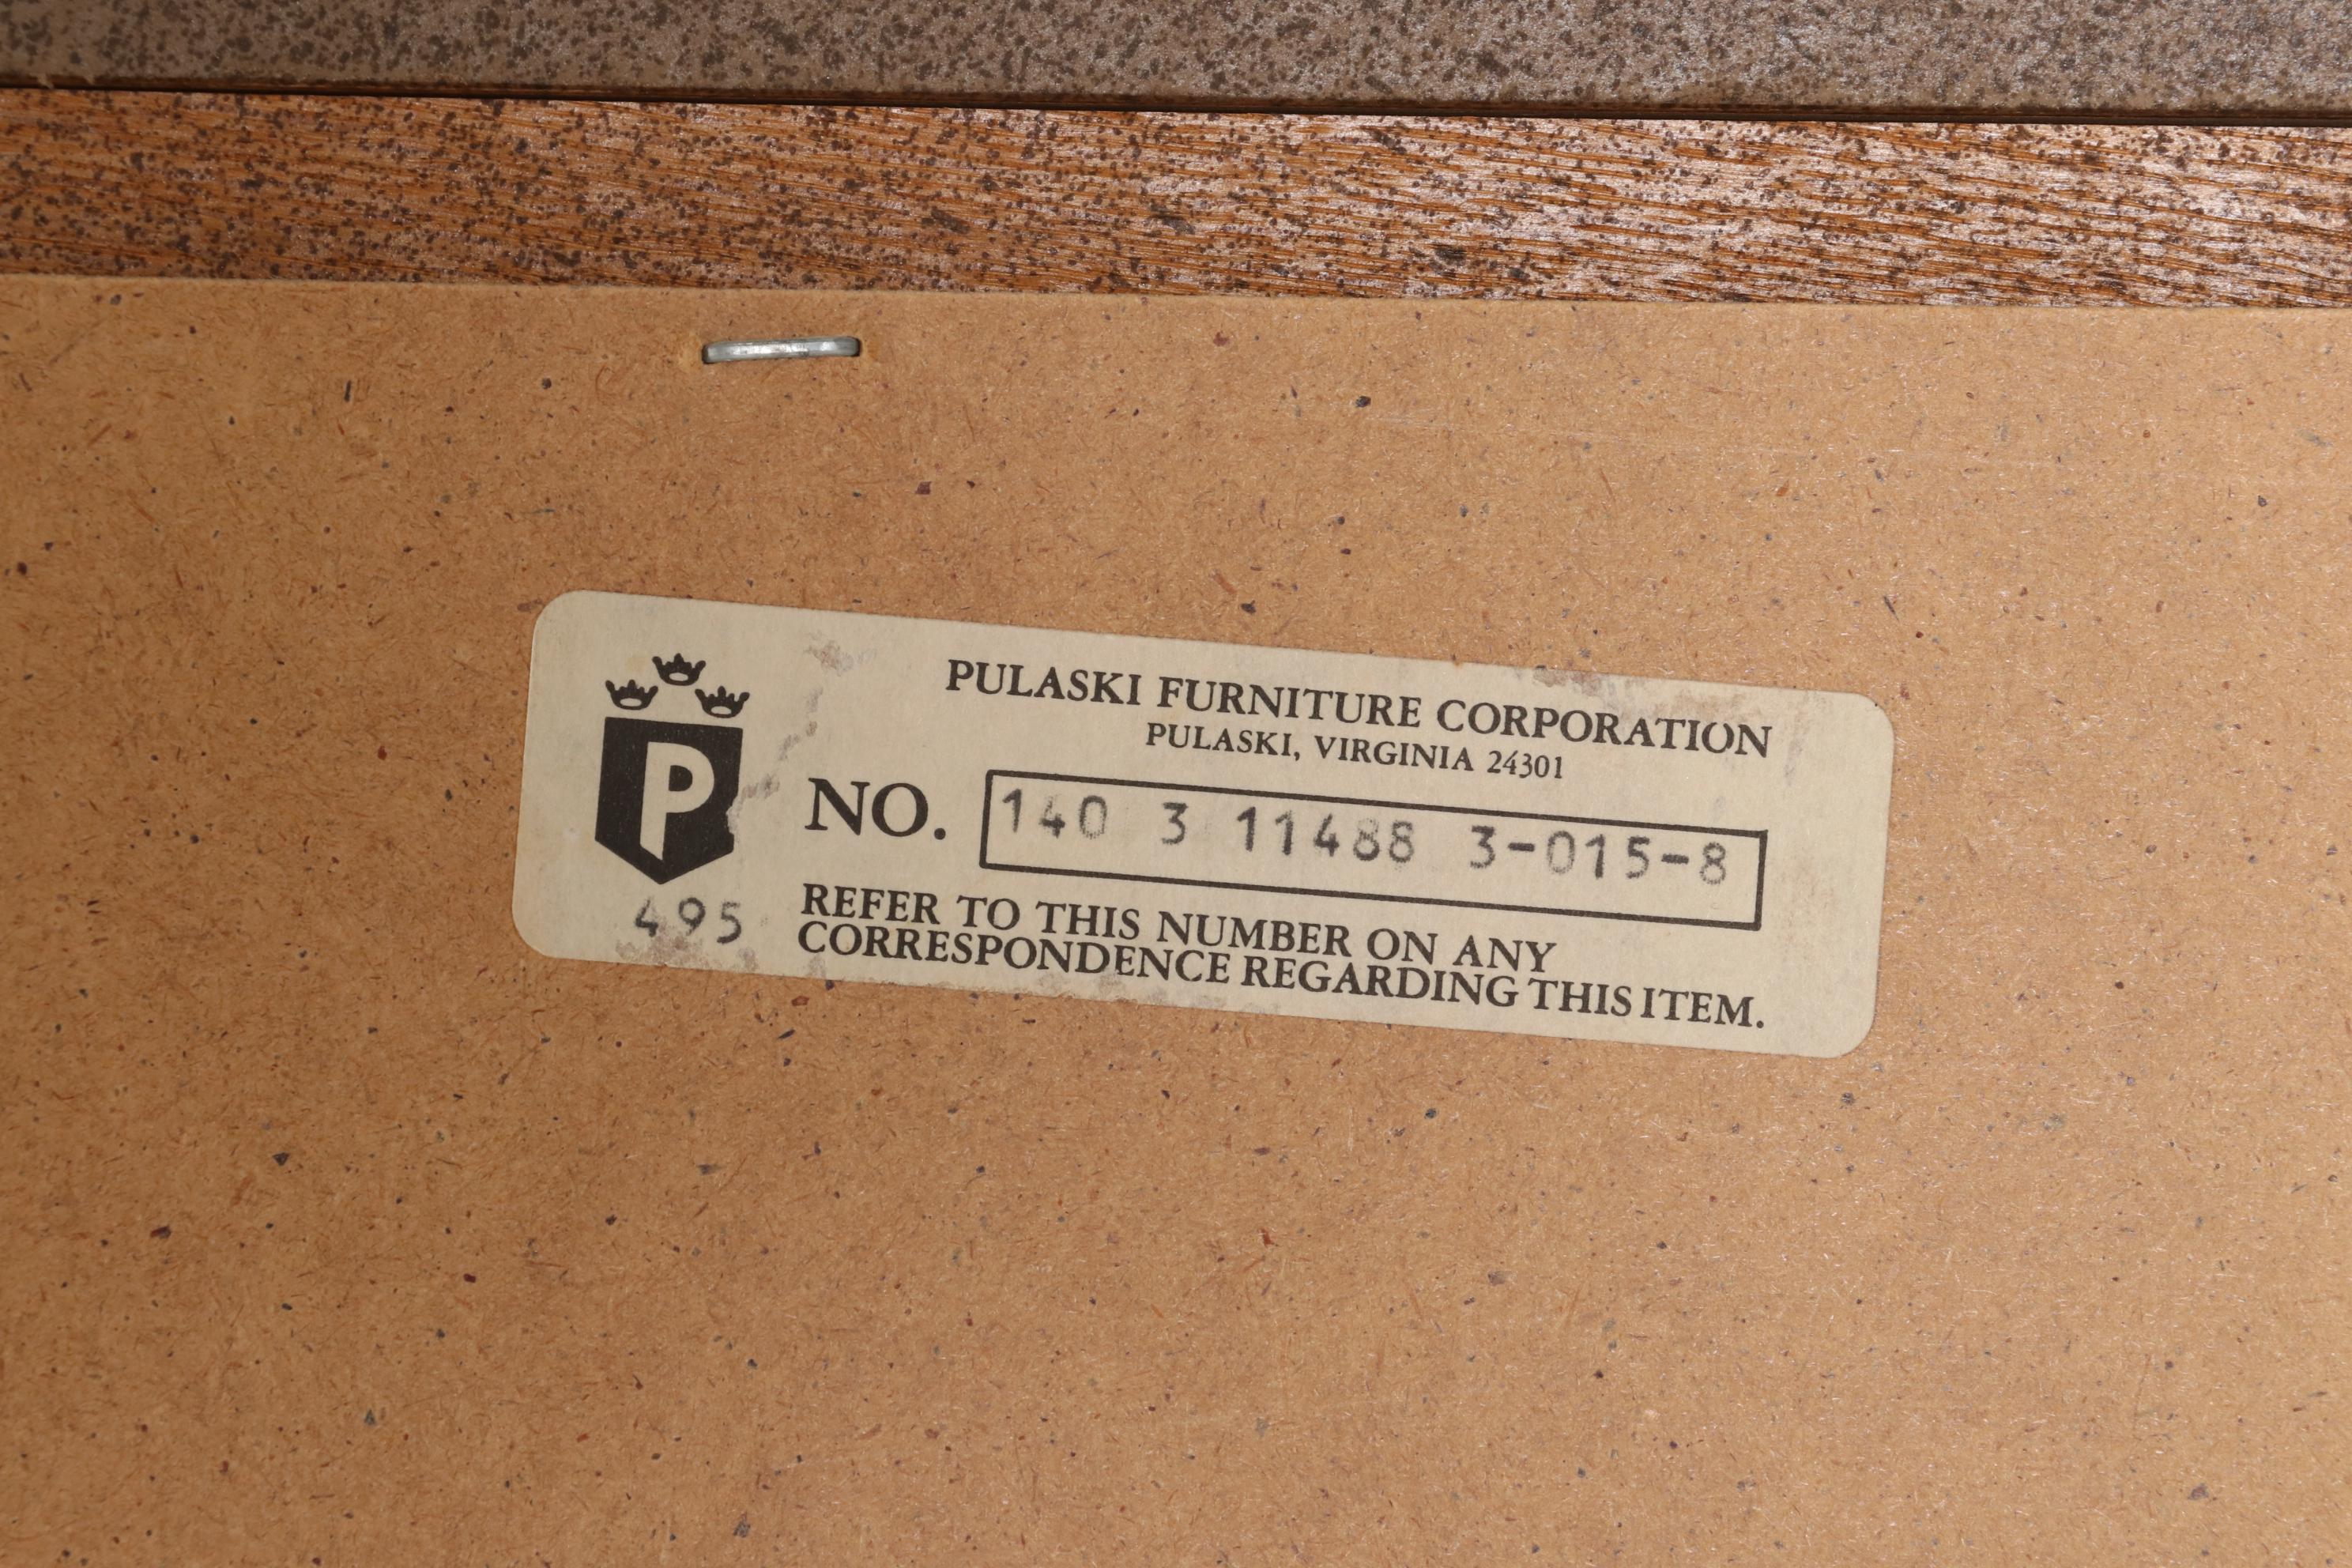 PULASKI FURNITURE CORPORATION
PULASKI, VIRGINIA 24301
P
NO. 140 3 11488 3-015-8
495
REFER TO THIS NUMBER ON ANY
CORRESPONDENCE REGARDING THIS ITEM.